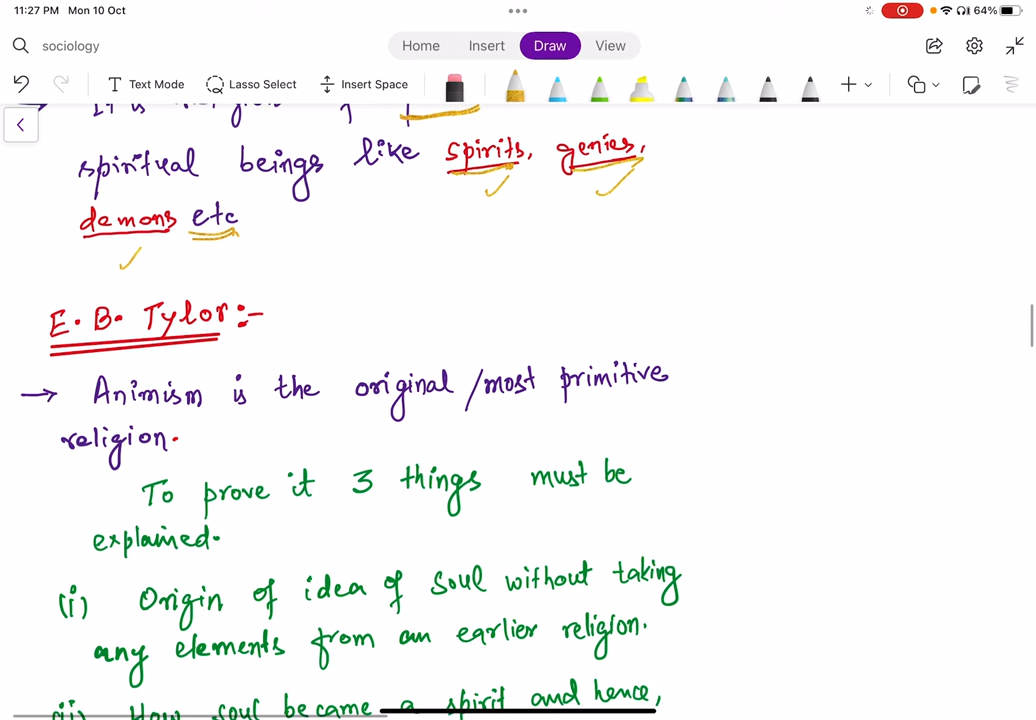 11:27 PM Mon 10 Oct
64%
sociology
Home Insert Draw View
Text Mode Lasso Select Insert Space
It is
spiritual beings like spirits, genies,
demons etc
E. B. Tylor:-
→ Animism is the original/most primitive
religion.
To prove it 3 things must be
explained.
(i) Origin of idea of soul without taking
any elements from an earlier religion.
(ii) How soul became a spirit and hence,